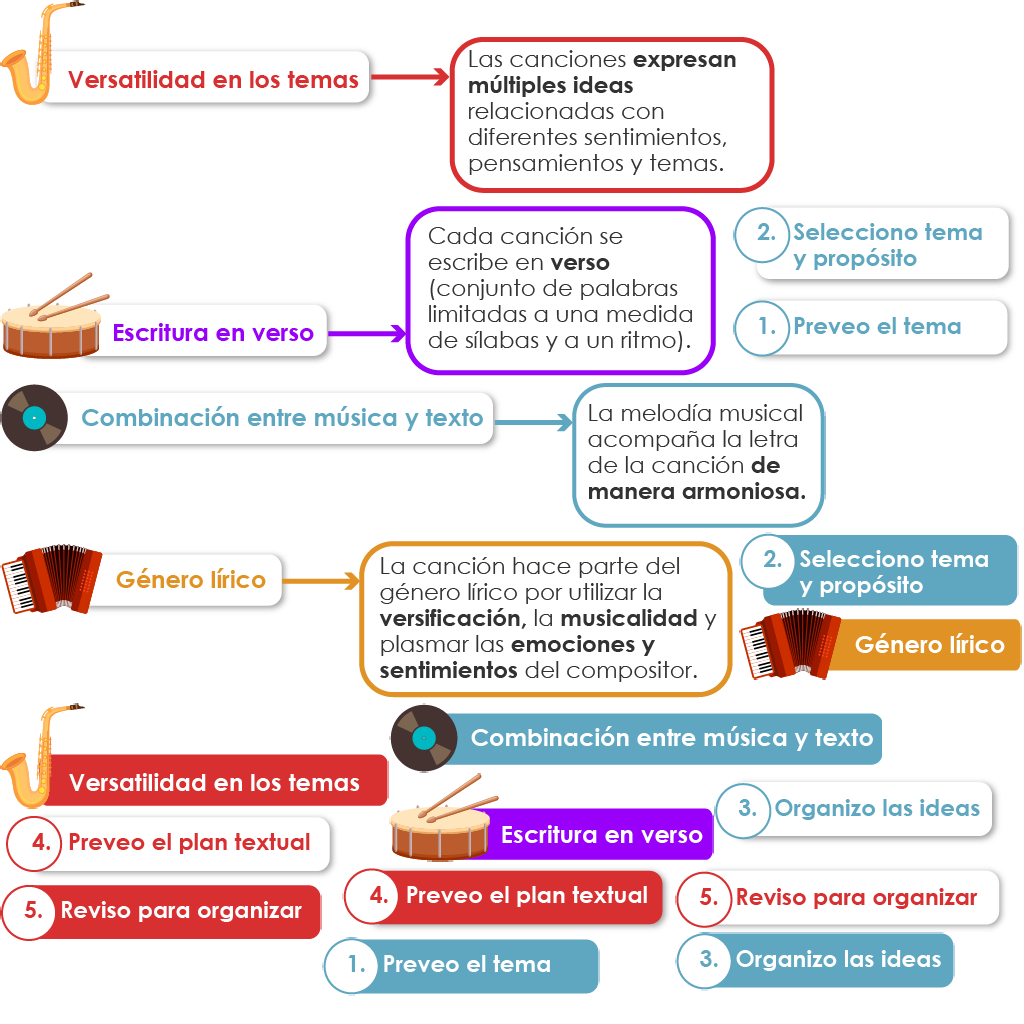 Versatilidad en los temas
Las canciones expresan
múltiples ideas
relacionadas con
diferentes sentimientos,
pensamientos y temas.
Escritura en verso
Cada canción se
escribe en verso
(conjunto de palabras
limitadas a una medida
de sílabas y a un ritmo).
2. Selecciono tema
y propósito
1. Preveo el tema
Combinación entre música y texto
La melodía musical
acompaña la letra
de la canción de
manera armoniosa.
Género lírico
La canción hace parte del
género lírico por utilizar la
versificación, la musicalidad y
plasmar las emociones y
sentimientos del compositor.
2. Selecciono tema
y propósito
Género lírico
Combinación entre música y texto
Versatilidad en los temas
Escritura en verso
3. Organizo las ideas
4. Preveo el plan textual
4. Preveo el plan textual
5. Reviso para organizar
5. Reviso para organizar
1. Preveo el tema
3. Organizo las ideas